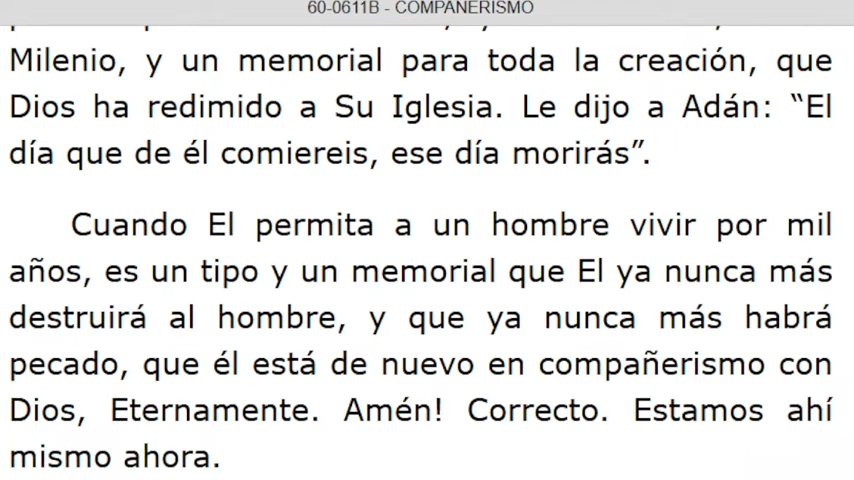 60-0611B - COMPAÑERISMO
Milenio, y un memorial para toda la creación, que
Dios ha redimido a Su Iglesia. Le dijo a Adán: “El
día que de él comiereis, ese día morirás”.
Cuando El permita a un hombre vivir por mil
años, es un tipo y un memorial que El ya nunca más
destruirá al hombre, y que ya nunca más habrá
pecado, que él está de nuevo en compañerismo con
Dios, Eternamente. Amén! Correcto. Estamos ahí
mismo ahora.